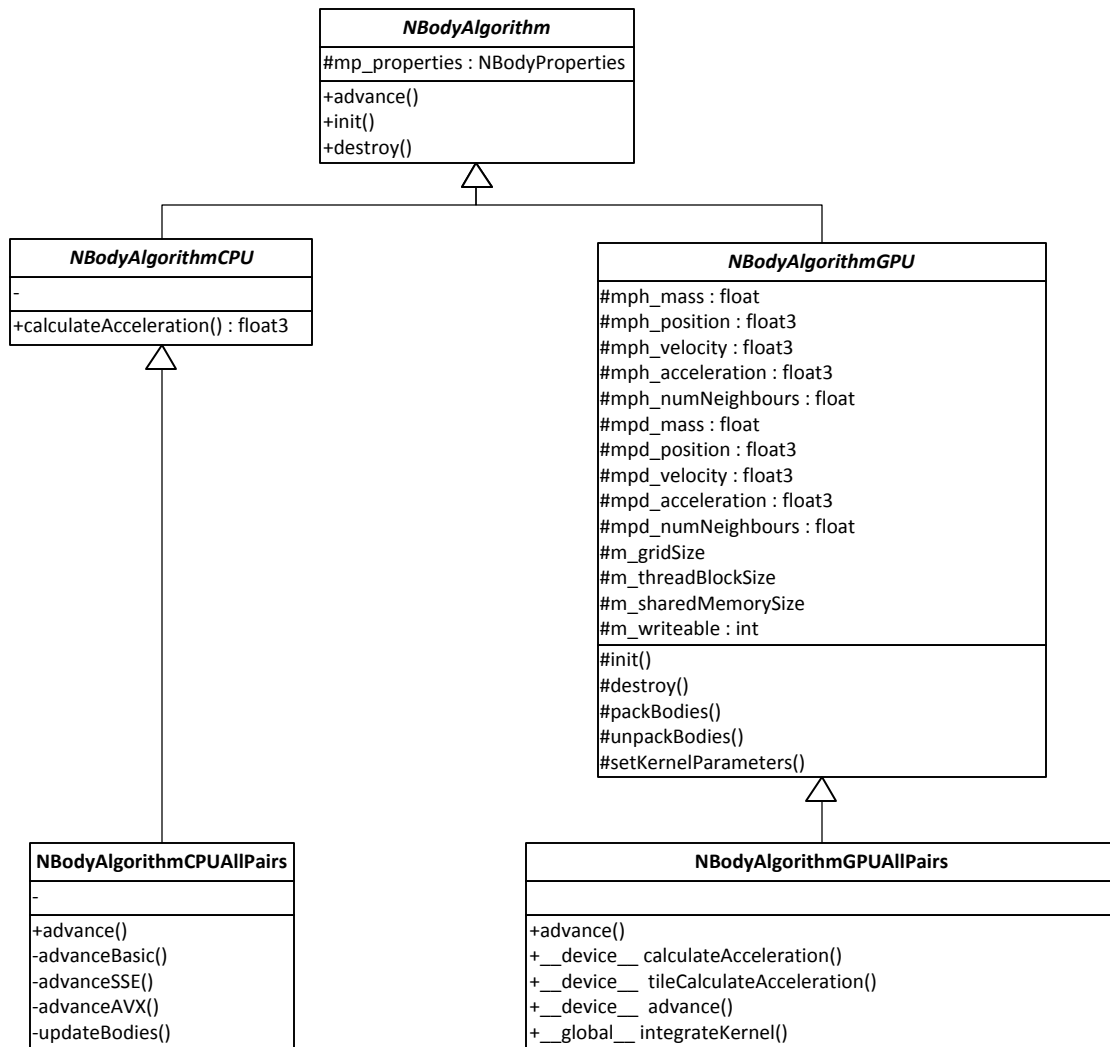 NBodyAlgorithm
#mp_properties : NBodyProperties
+advance()
+init()
+destroy()
NBodyAlgorithmCPU
-
+calculateAcceleration() : float3
NBodyAlgorithmGPU
#mph_mass : float
#mph_position : float3
#mph_velocity : float3
#mph_acceleration : float3
#mph_numNeighbours : float
#mpd_mass : float
#mpd_position : float3
#mpd_velocity : float3
#mpd_acceleration : float3
#mpd_numNeighbours : float
#m_gridSize
#m_threadBlockSize
#m_sharedMemorySize
#m_writeable : int
#init()
#destroy()
#packBodies()
#unpackBodies()
#setKernelParameters()
NBodyAlgorithmCPUAllPairs
-
+advance()
-advanceBasic()
-advanceSSE()
-advanceAVX()
-updateBodies()
NBodyAlgorithmGPUAllPairs
+advance()
+__device__ calculateAcceleration()
+__device__ tileCalculateAcceleration()
+__device__ advance()
+__global__ integrateKernel()